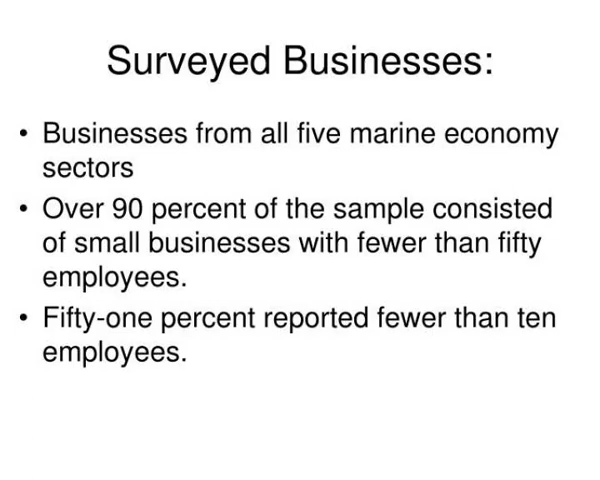 Surveyed Businesses:
• Businesses from all five marine economy
sectors
• Over 90 percent of the sample consisted
of small businesses with fewer than fifty
employees.
• Fifty-one percent reported fewer than ten
employees.